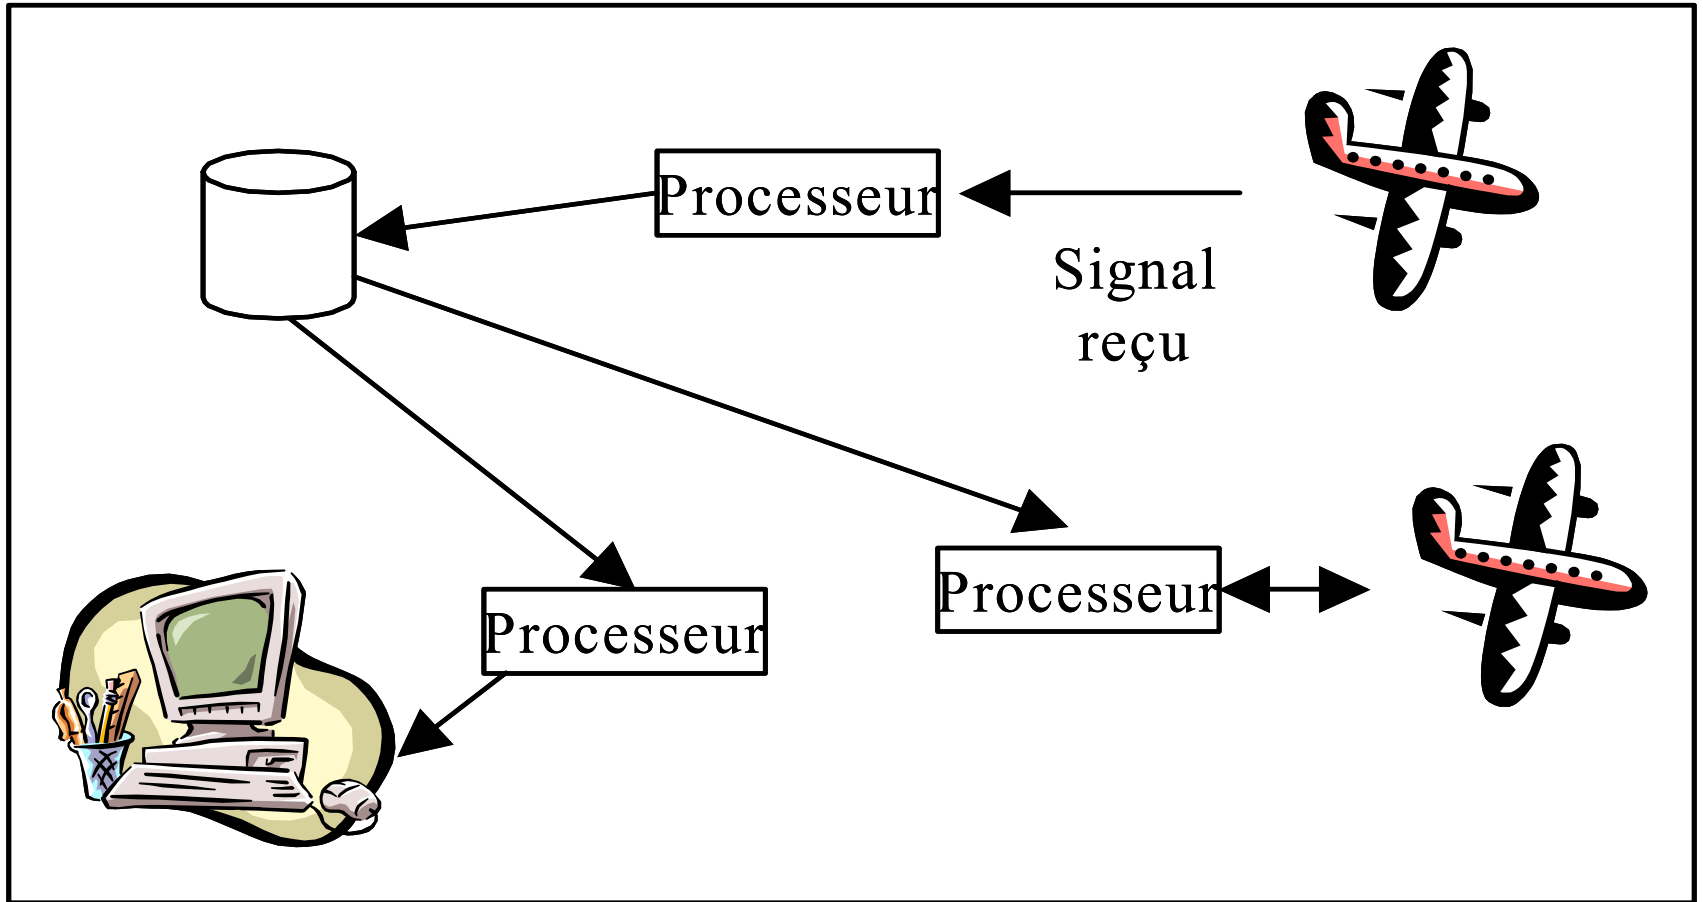 Processeur
Signal
reçu
Processeur
Processeur